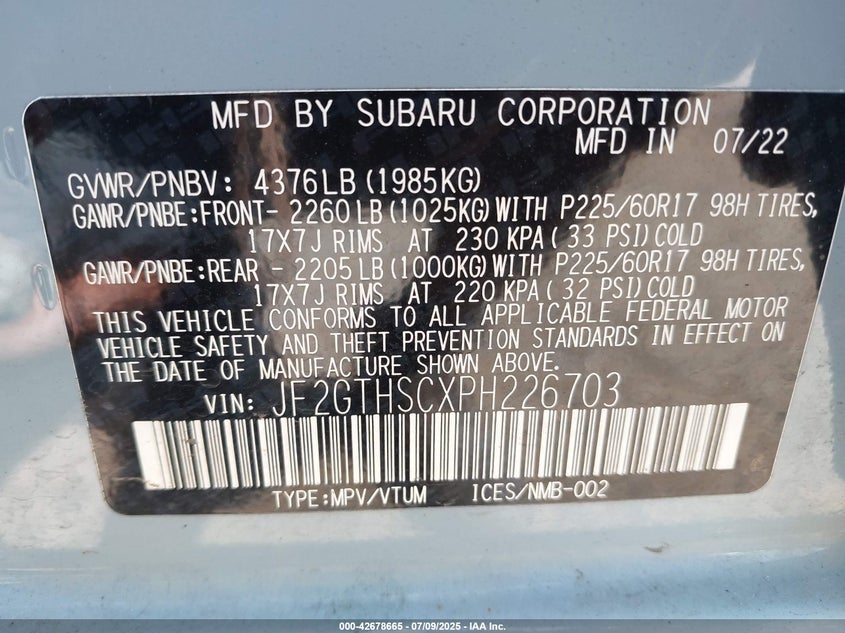 MFD BY SUBARU CORPORATION
MFD IN 07/22
GVWR/PNBV: 4376LB (1985KG)
GAWR/PNBE:FRONT- 2260 LB (1025KG) WITH P225/60R17 98H TIRES,
17X7J RIMS AT 230 KPA ( 33 PSI) COLD
GAWR/PNBE:REAR - 2205 LB (1000KG) WITH P225/60R17 98H TIRES,
17X7J RIMS AT 220 KPA ( 32 PSI) COLD
THIS VEHICLE CONFORMS TO ALL APPLICABLE FEDERAL MOTOR
VEHICLE SAFETY AND THEFT PREVENTION STANDARDS IN EFFECT ON
THE DATE OF MANUFACTURE SHOWN ABOVE.
VIN: JF2GTHSCXPH226703
TYPE:MPV/VTUM ICES/NMB-002
000-42678665 - 07/09/2025 - IAA Inc.